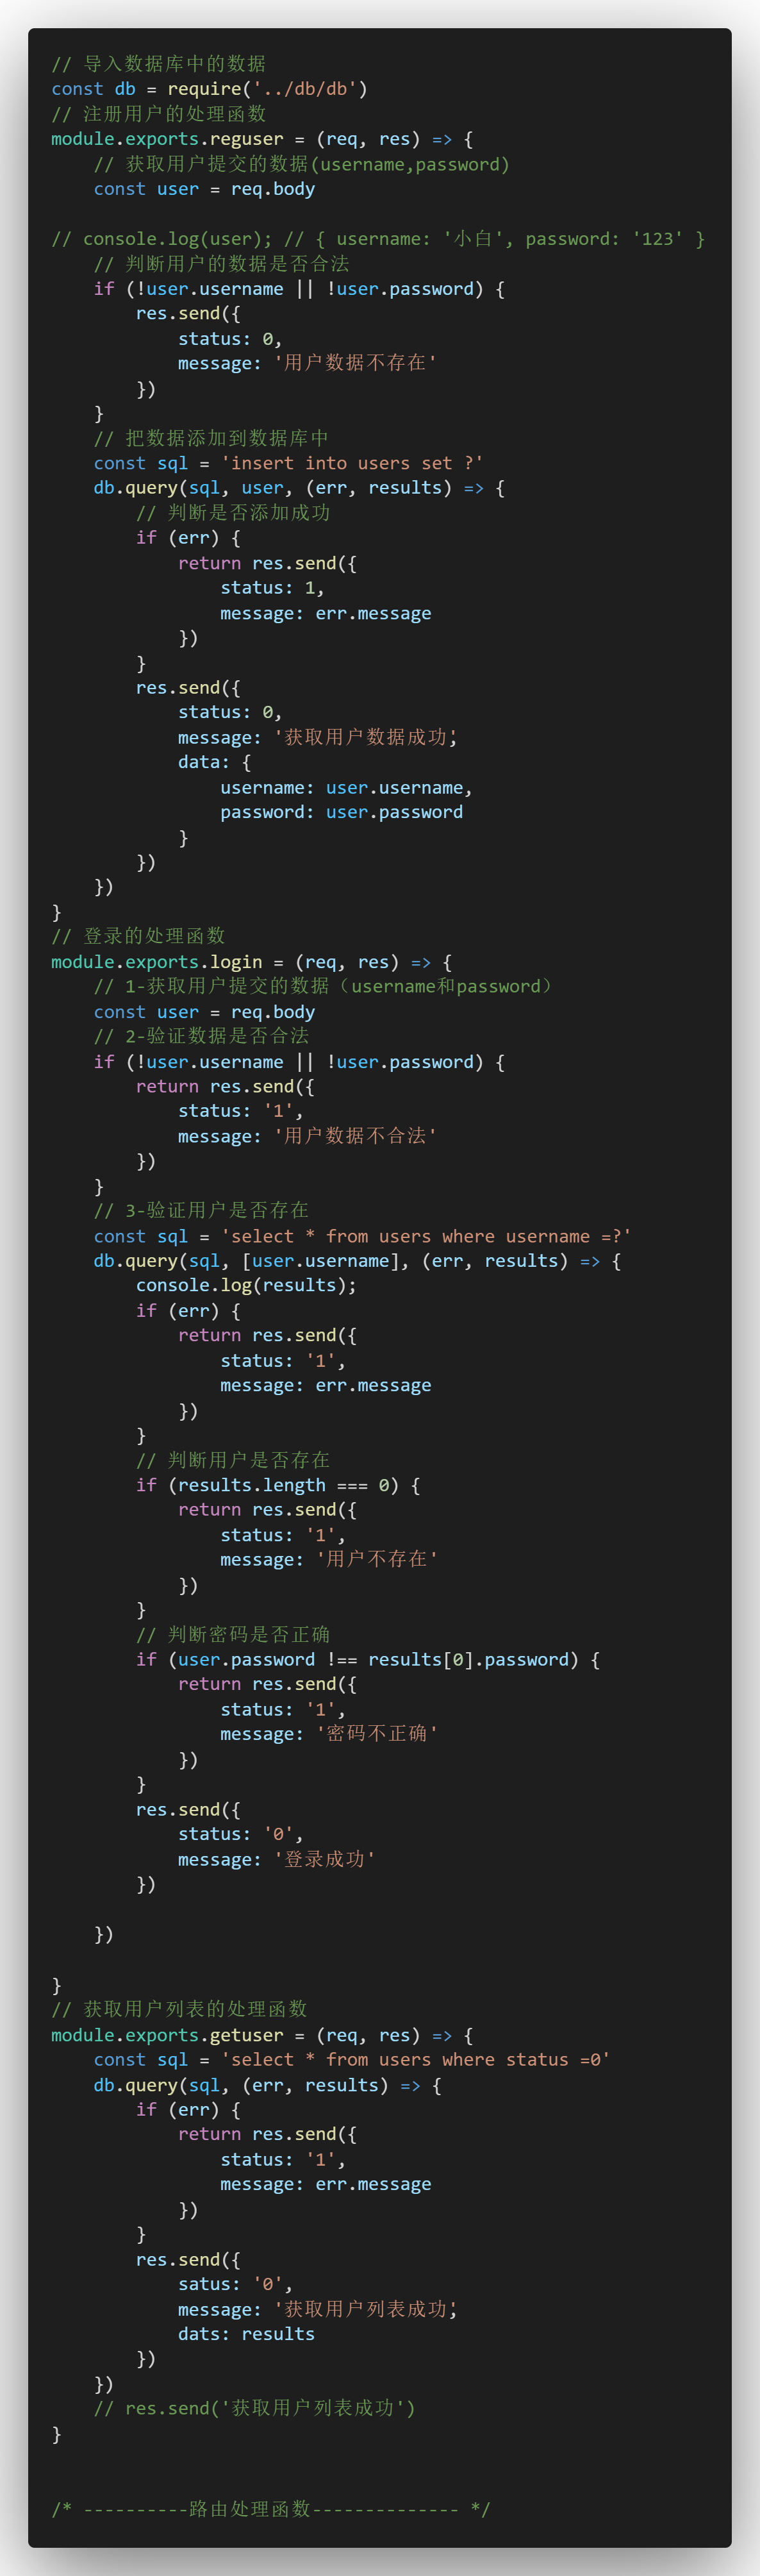 // 导入数据库中的数据
const db = require('../db/db')
// 注册用户的处理函数
module.exports.reguser = (req, res) => {
    // 获取用户提交的数据(username,password)
    const user = req.body

// console.log(user); // { username: '小白', password: '123' }
    // 判断用户的数据是否合法
    if (!user.username || !user.password) {
        res.send({
            status: 0,
            message: '用户数据不存在'
        })
    }
    // 把数据添加到数据库中
    const sql = 'insert into users set ?'
    db.query(sql, user, (err, results) => {
        // 判断是否添加成功
        if (err) {
            return res.send({
                status: 1,
                message: err.message
            })
        }
        res.send({
            status: 0,
            message: '获取用户数据成功',
            data: {
                username: user.username,
                password: user.password
            }
        })
    })
}
// 登录的处理函数
module.exports.login = (req, res) => {
    // 1-获取用户提交的数据（username和password）
    const user = req.body
    // 2-验证数据是否合法
    if (!user.username || !user.password) {
        return res.send({
            status: '1',
            message: '用户数据不合法'
        })
    }
    // 3-验证用户是否存在
    const sql = 'select * from users where username =?'
    db.query(sql, [user.username], (err, results) => {
        console.log(results);
        if (err) {
            return res.send({
                status: '1',
                message: err.message
            })
        }
        // 判断用户是否存在
        if (results.length === 0) {
            return res.send({
                status: '1',
                message: '用户不存在'
            })
        }
        // 判断密码是否正确
        if (user.password !== results[0].password) {
            return res.send({
                status: '1',
                message: '密码不正确'
            })
        }
        res.send({
            status: '0',
            message: '登录成功'
        })

    })

}
// 获取用户列表的处理函数
module.exports.getuser = (req, res) => {
    const sql = 'select * from users where status =0'
    db.query(sql, (err, results) => {
        if (err) {
            return res.send({
                status: '1',
                message: err.message
            })
        }
        res.send({
            satus: '0',
            message: '获取用户列表成功',
            dats: results
        })
    })
    // res.send('获取用户列表成功')
}


/* ----------路由处理函数-------------- */